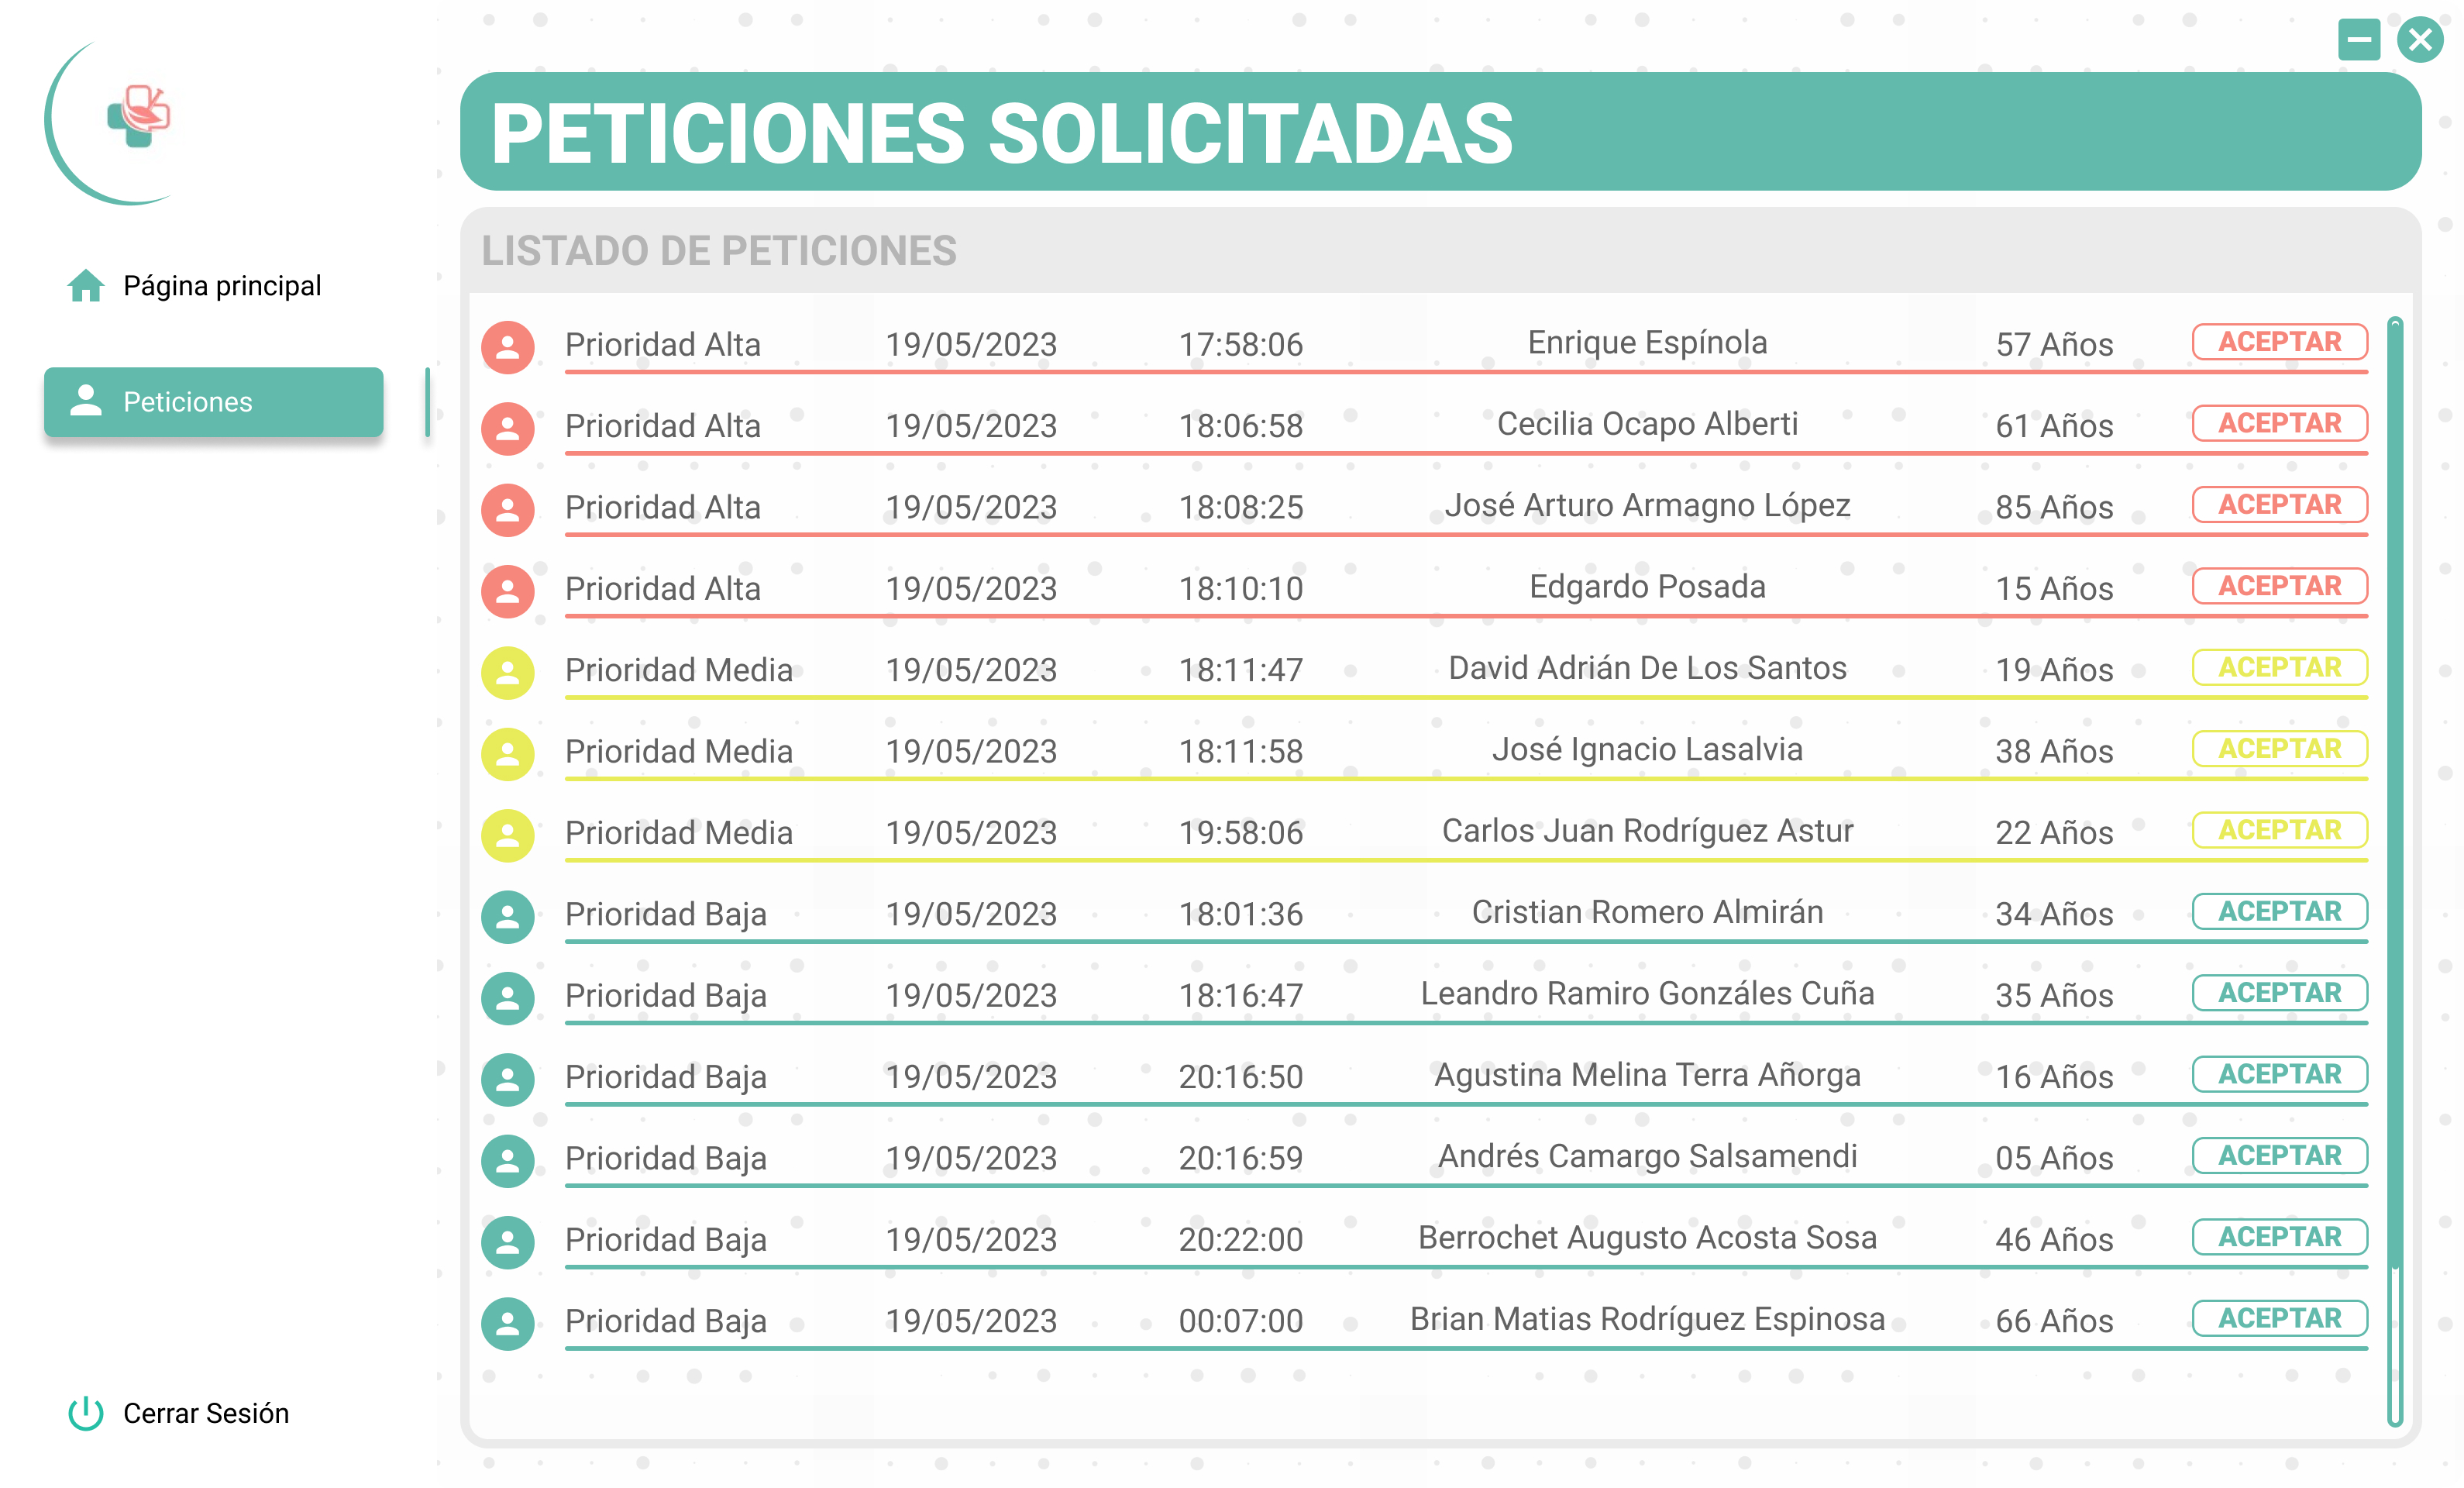 PETICIONES SOLICITADAS
LISTADO DE PETICIONES
Página principal
Peticiones
Prioridad Alta 19/05/2023 17:58:06 Enrique Espínola 57 Años ACEPTAR
Prioridad Alta 19/05/2023 18:06:58 Cecilia Ocapo Alberti 61 Años ACEPTAR
Prioridad Alta 19/05/2023 18:08:25 José Arturo Armagno López 85 Años ACEPTAR
Prioridad Alta 19/05/2023 18:10:10 Edgardo Posada 15 Años ACEPTAR
Prioridad Media 19/05/2023 18:11:47 David Adrián De Los Santos 19 Años ACEPTAR
Prioridad Media 19/05/2023 18:11:58 José Ignacio Lasalvia 38 Años ACEPTAR
Prioridad Media 19/05/2023 19:58:06 Carlos Juan Rodríguez Astur 22 Años ACEPTAR
Prioridad Baja 19/05/2023 18:01:36 Cristian Romero Almirán 34 Años ACEPTAR
Prioridad Baja 19/05/2023 18:16:47 Leandro Ramiro Gonzáles Cuña 35 Años ACEPTAR
Prioridad Baja 19/05/2023 20:16:50 Agustina Melina Terra Añorga 16 Años ACEPTAR
Prioridad Baja 19/05/2023 20:16:59 Andrés Camargo Salsamendi 05 Años ACEPTAR
Prioridad Baja 19/05/2023 20:22:00 Berrochet Augusto Acosta Sosa 46 Años ACEPTAR
Prioridad Baja 19/05/2023 00:07:00 Brian Matias Rodríguez Espinosa 66 Años ACEPTAR
Cerrar Sesión